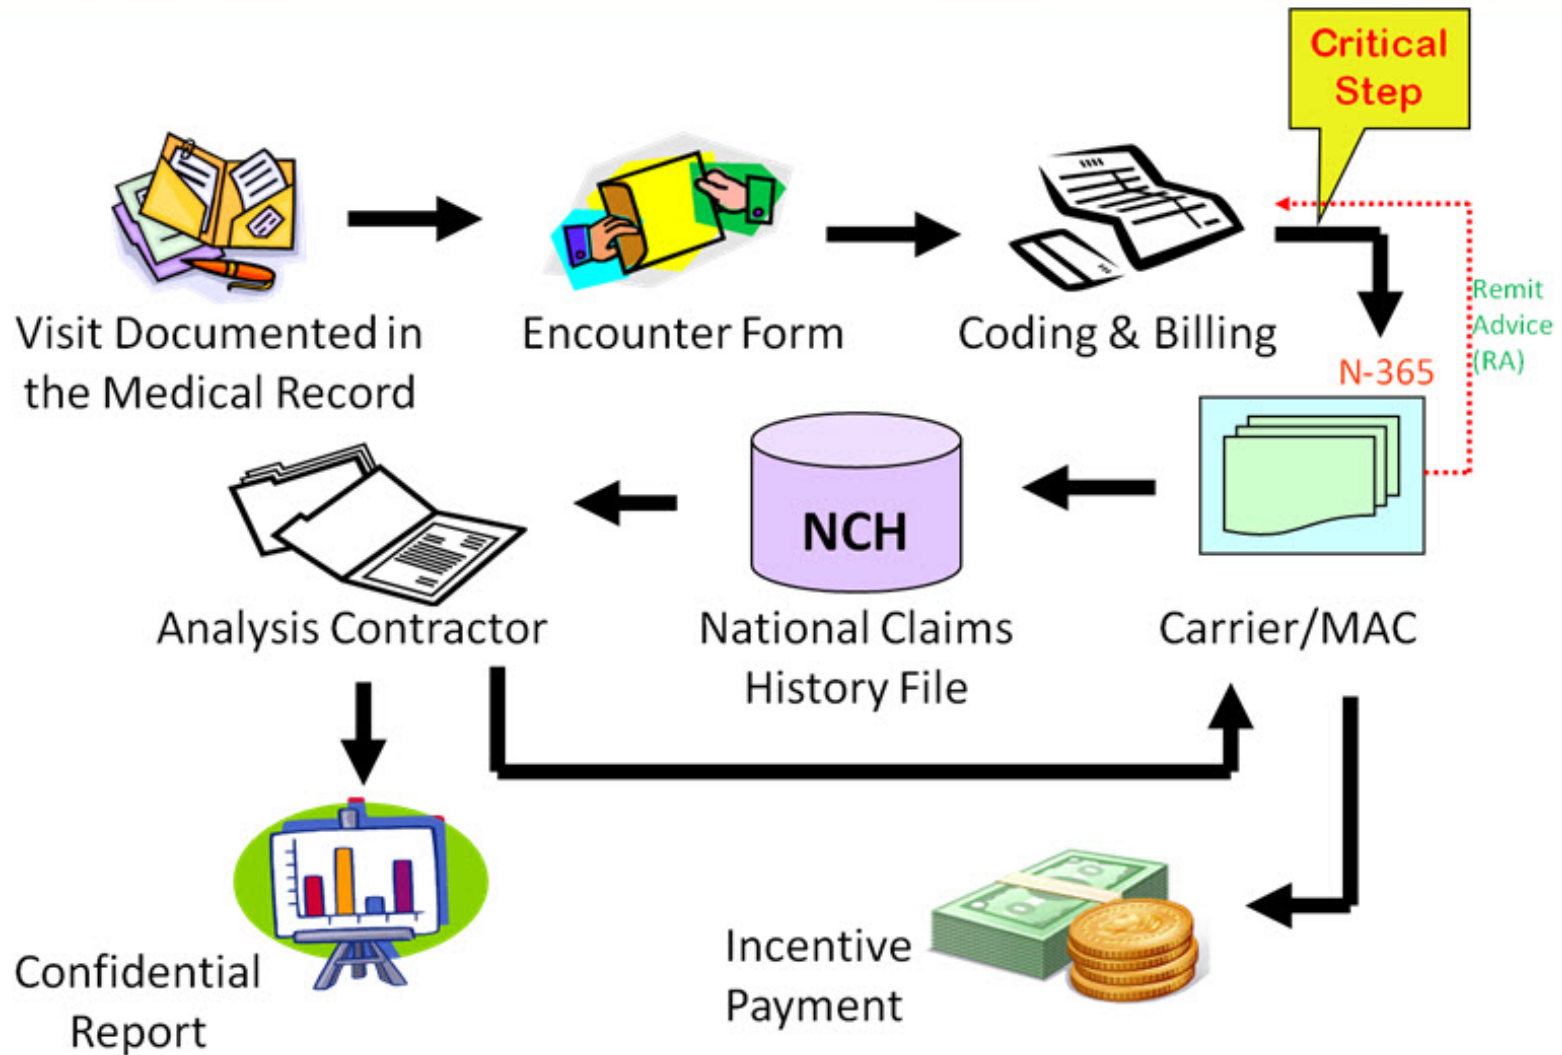 Critical
Step
Visit Documented in
the Medical Record
Encounter Form
Coding & Billing
Remit
Advice
(RA)
N-365
Analysis Contractor
NCH
National Claims
History File
Carrier/MAC
Confidential
Report
Incentive
Payment